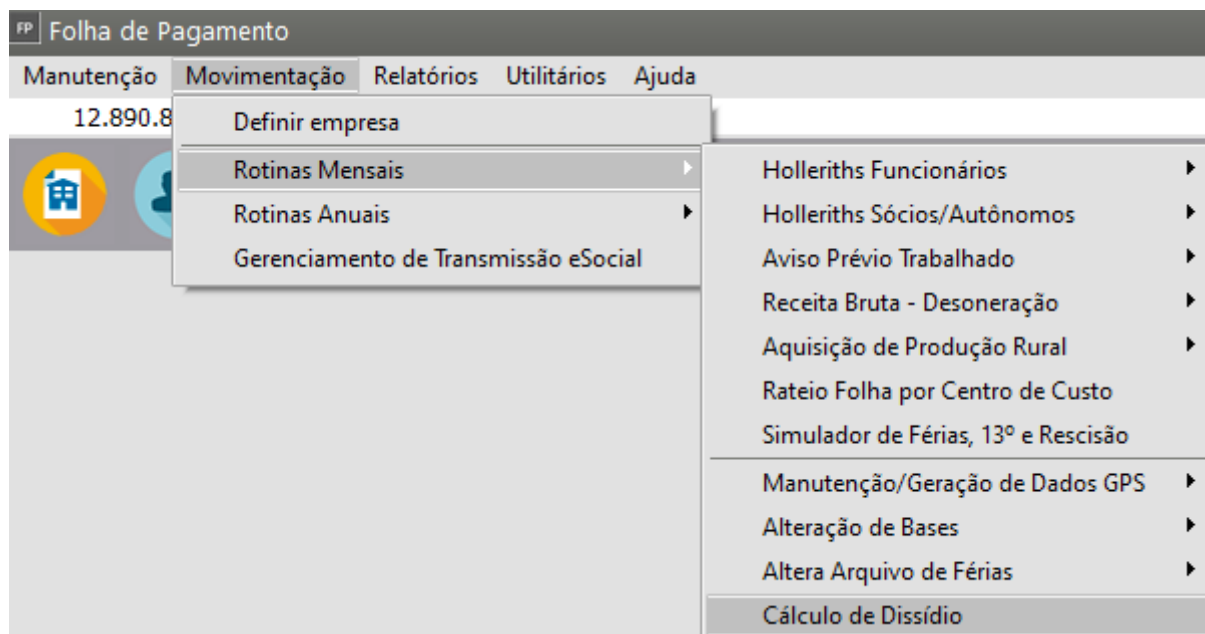 FP Folha de Pagamento
Manutenção Movimentação Relatórios Utilitários Ajuda
12.890.8
Definir empresa
Rotinas Mensais
Rotinas Anuais
Gerenciamento de Transmissão eSocial
Holleriths Funcionários
Holleriths Sócios/Autônomos
Aviso Prévio Trabalhado
Receita Bruta - Desoneração
Aquisição de Produção Rural
Rateio Folha por Centro de Custo
Simulador de Férias, 13º e Rescisão
Manutenção/Geração de Dados GPS
Alteração de Bases
Altera Arquivo de Férias
Cálculo de Dissídio